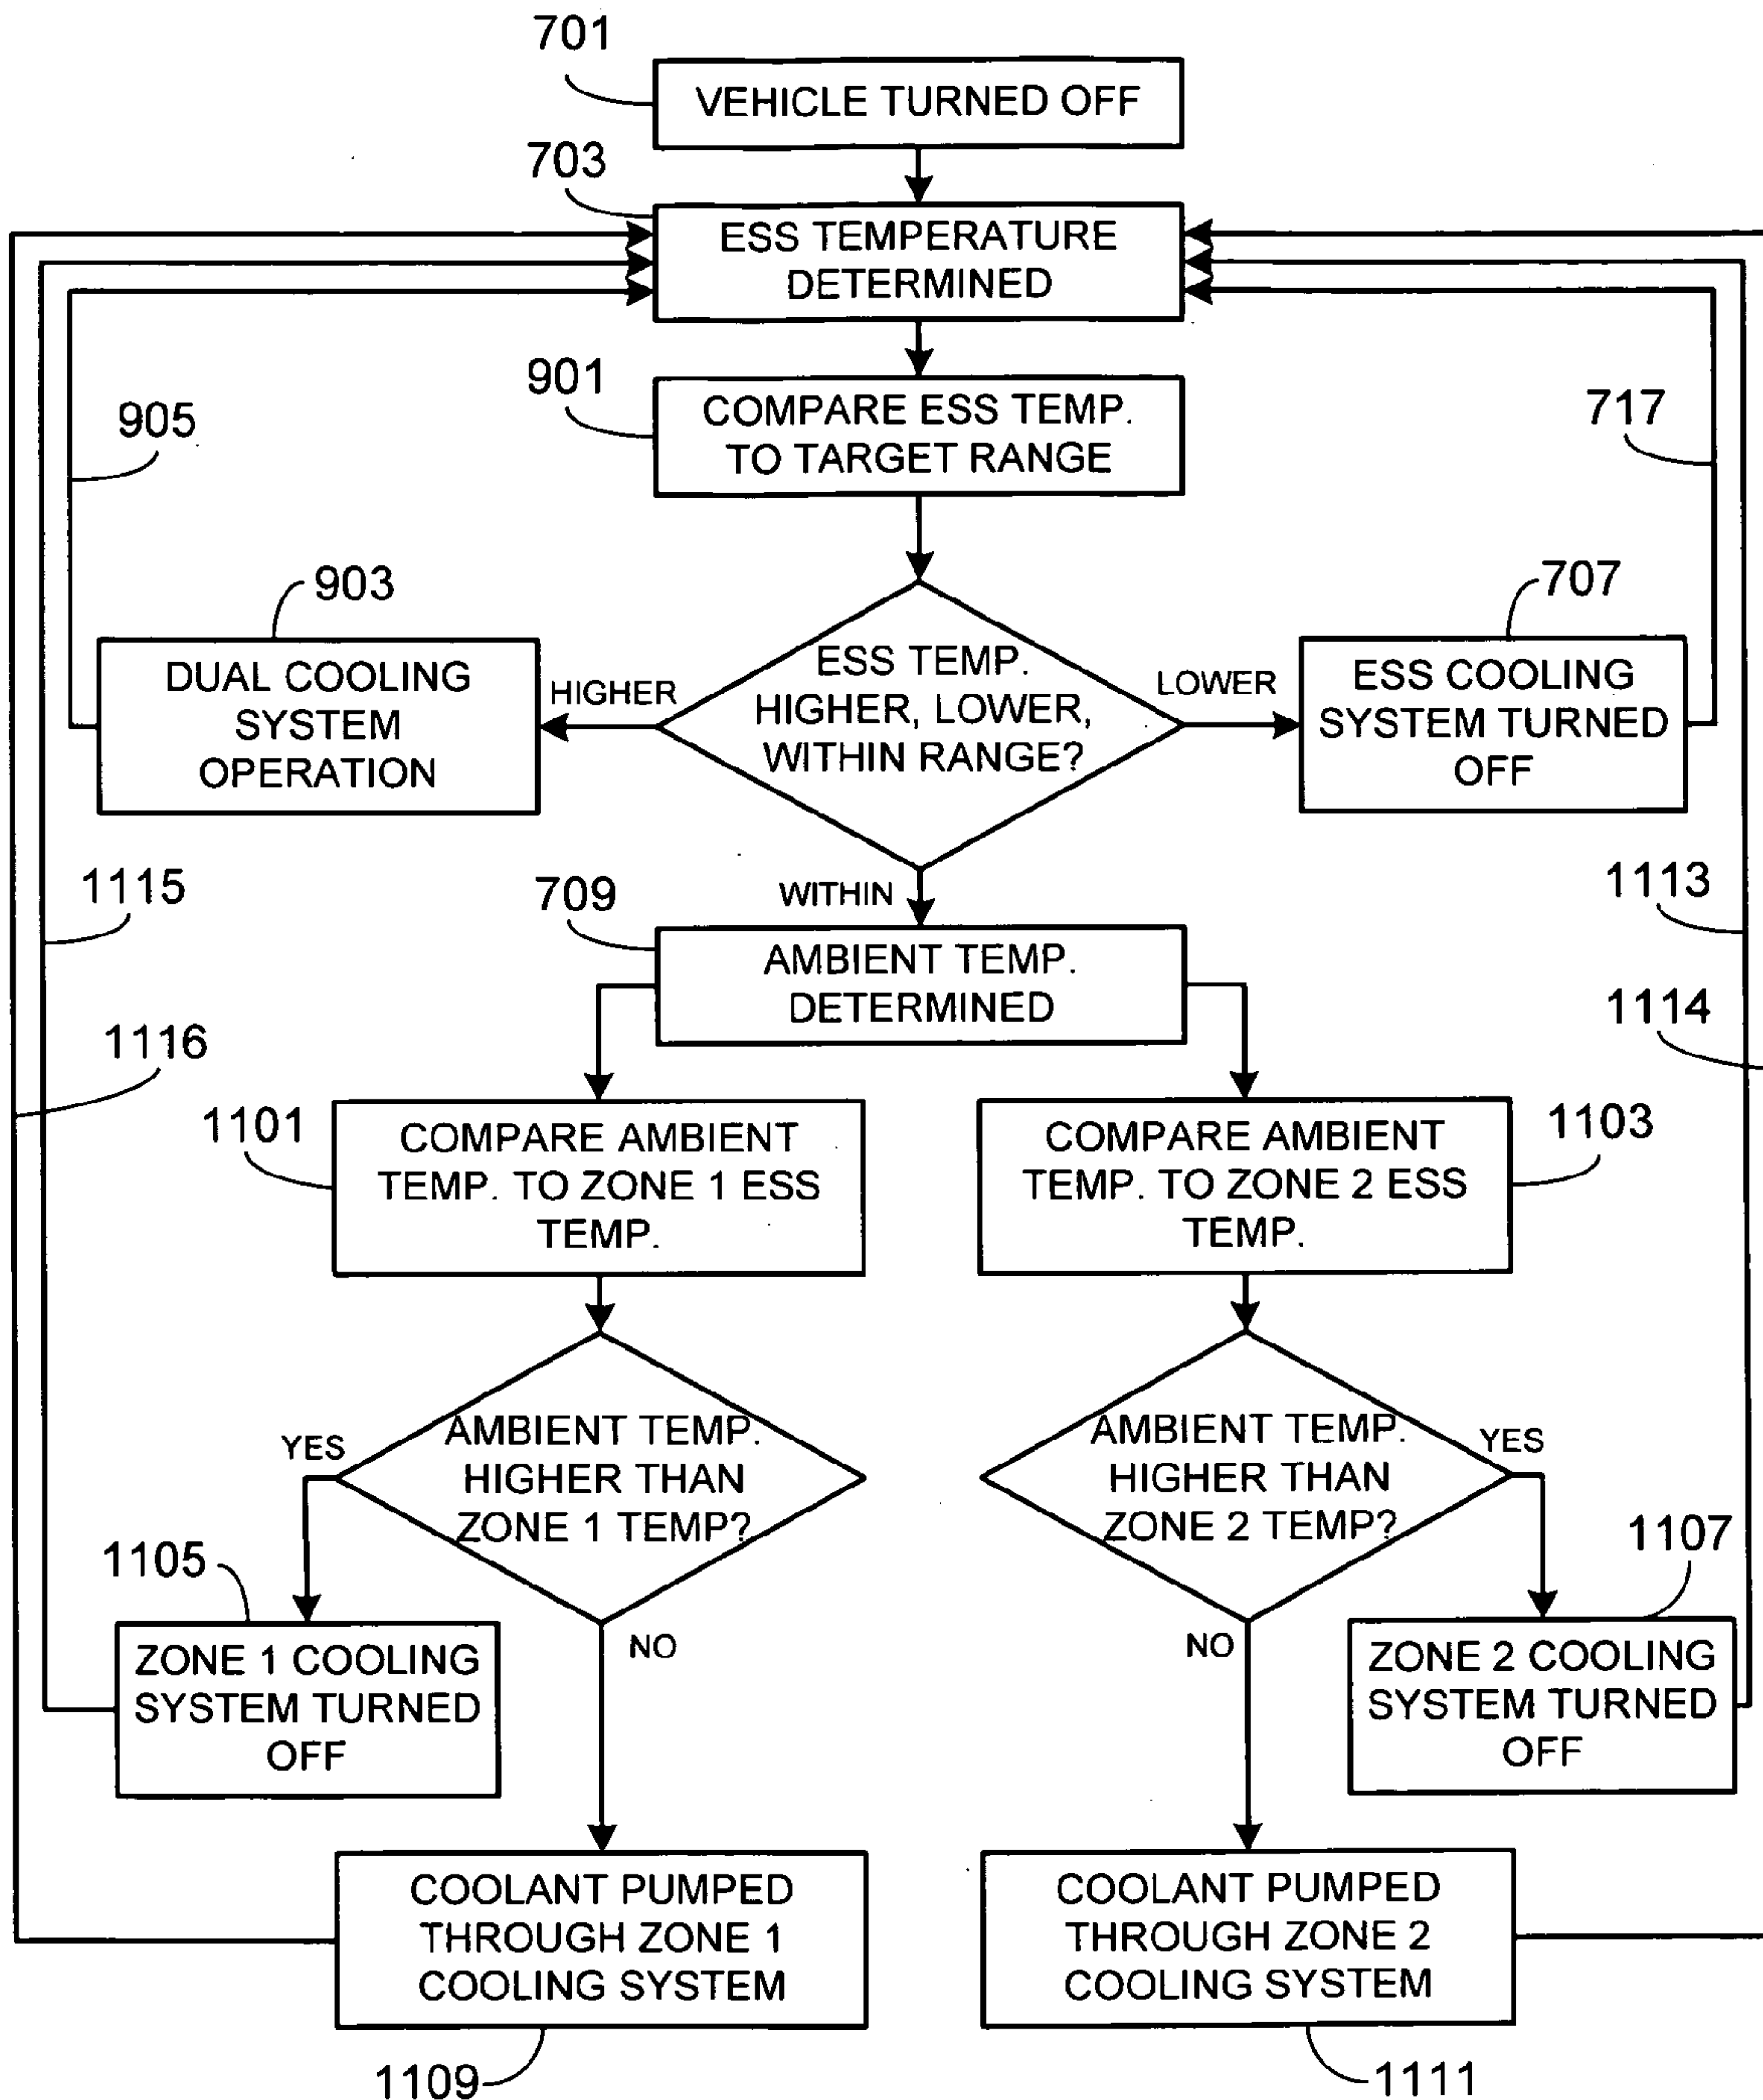 701
VEHICLE TURNED OFF
703
ESS TEMPERATURE
DETERMINED
901
COMPARE ESS TEMP.
TO TARGET RANGE
905
717
903
DUAL COOLING
SYSTEM
OPERATION
HIGHER
ESS TEMP.
HIGHER, LOWER,
WITHIN RANGE?
LOWER
707
ESS COOLING
SYSTEM TURNED
OFF
1115
WITHIN
709
AMBIENT TEMP.
DETERMINED
1113
1116
1114
1101
COMPARE AMBIENT
TEMP. TO ZONE 1 ESS
TEMP.
COMPARE AMBIENT
TEMP. TO ZONE 2 ESS
TEMP.
1103
YES
AMBIENT TEMP.
HIGHER THAN
ZONE 1 TEMP?
AMBIENT TEMP.
HIGHER THAN
ZONE 2 TEMP?
YES
1105
ZONE 1 COOLING
SYSTEM TURNED
OFF
NO
NO
1107
ZONE 2 COOLING
SYSTEM TURNED
OFF
COOLANT PUMPED
THROUGH ZONE 1
COOLING SYSTEM
COOLANT PUMPED
THROUGH ZONE 2
COOLING SYSTEM
1109
1111